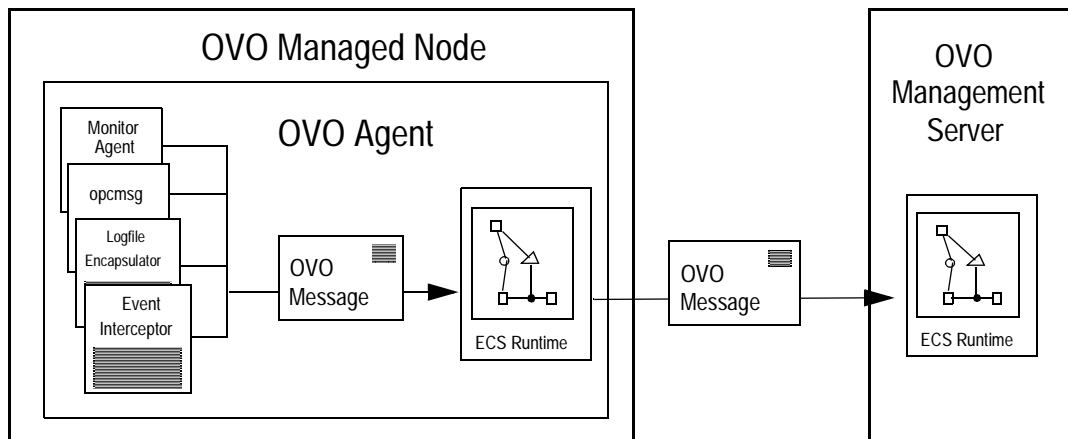 OVO Managed Node
OVO Agent
Monitor
Agent
opcmsg
Logfile
Encapsulator
Event
Interceptor
OVO
Message
ECS Runtime
OVO
Message
OVO
Management
Server
ECS Runtime